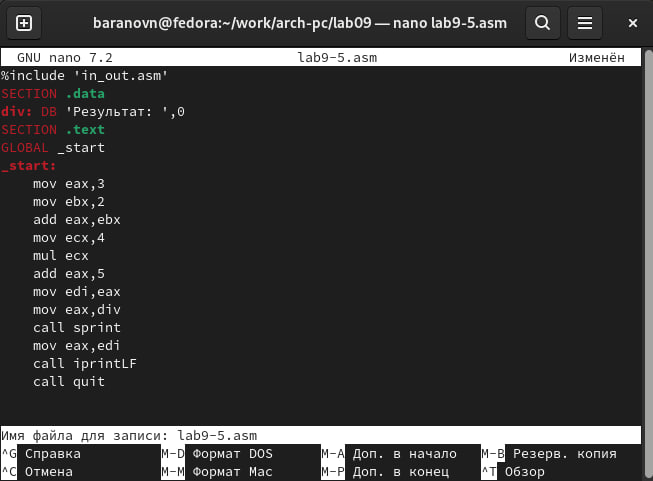 baranovn@fedora:~/work/arch-pc/lab09 — nano lab9-5.asm
GNU nano 7.2 lab9-5.asm Изменён
%include 'in_out.asm'
SECTION .data
div: DB 'Результат: ',0
SECTION .text
GLOBAL _start
_start:
mov eax,3
mov ebx,2
add eax,ebx
mov ecx,4
mul ecx
add eax,5
mov edi,eax
mov eax,div
call sprint
mov eax,edi
call iprintLF
call quit
Имя файла для записи: lab9-5.asm
^G Справка M-D Формат DOS M-A Доп. в начало M-B Резерв. копия
^C Отмена M-M Формат Mac M-P Доп. в конец ^T Обзор